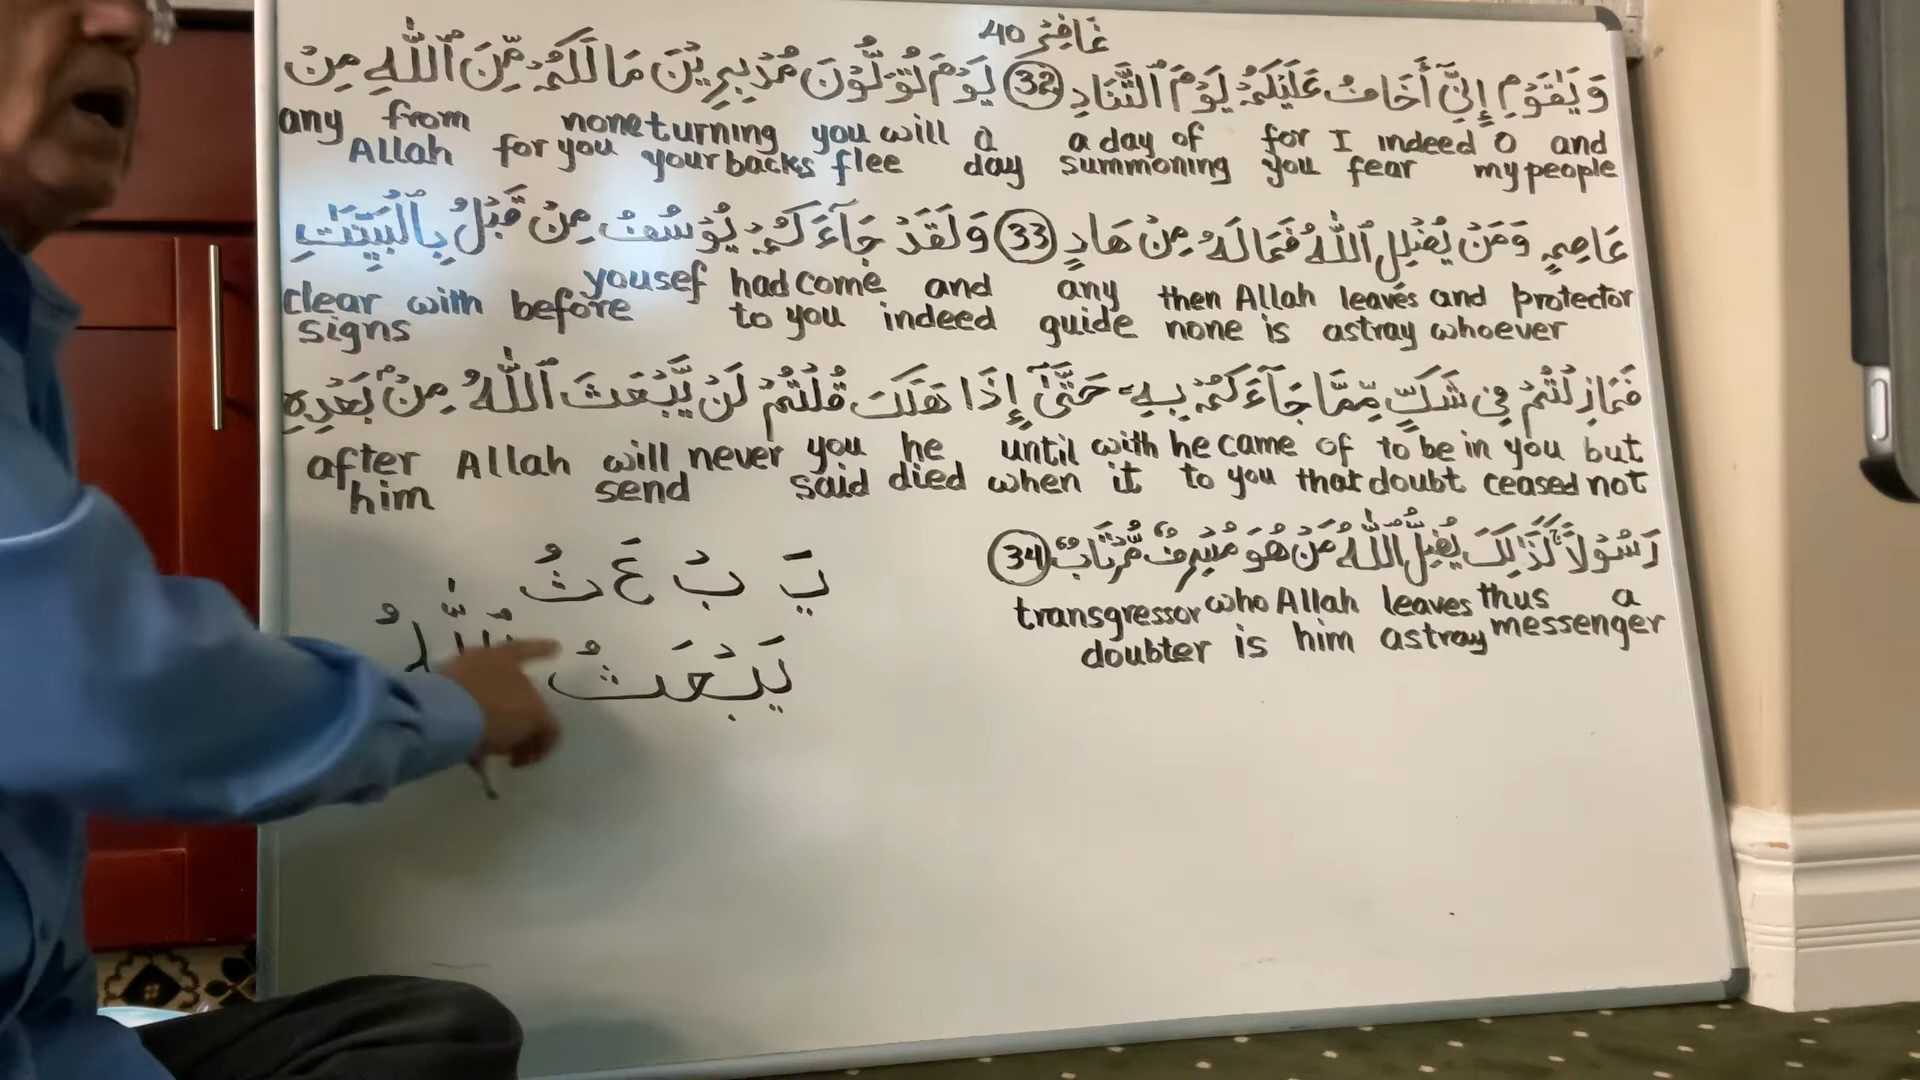 غَافِرْ 40
وَيَٰقَوْمِ إِنِّىٓ أَخَافُ عَلَيْكُمْ يَوْمَ ٱلتَّنَادِ 32 يَوْمَ تُوَلُّوْنَ مُدْبِرِيْنَ مَا لَكُمْ مِّنَ ٱللَّٰهِ مِنْ
any from none turning you will a a day of for I indeed O and
Allah for you your backs flee day summoning you fear my people
عَاصِمٍ وَمَنْ يُضْلِلِ ٱللَّٰهُ فَمَا لَهُ مِنْ هَادٍ 33 وَلَقَدْ جَآءَكُمْ يُوْسُفُ مِنْ قَبْلُ بِٱلْبَيِّنَٰتِ
yousef had come and any then Allah leaves and protector
clear with before to you indeed guide none is astray whoever
signs
فَمَازِلْتُمْ فِى شَكٍّ مِّمَّا جَآءَكُمْ بِهِۦ حَتَّىٰٓ إِذَا هَلَكَ قُلْتُمْ لَنْ يَّبْعَثَ ٱللَّٰهُ مِنْۢ بَعْدِهِ
after Allah will never you he until with he came of to be in you but
him send said died when it to you that doubt ceased not
رَسُوْلًا كَذَٰلِكَ يُضِلُّ ٱللَّٰهُ مَنْ هُوَ مُسْرِفٌ مُّرْتَابٌ 34
transgressor who Allah leaves thus a
doubter is him astray messenger
يَ بْ عَ ثُ
يَبْعَثُ